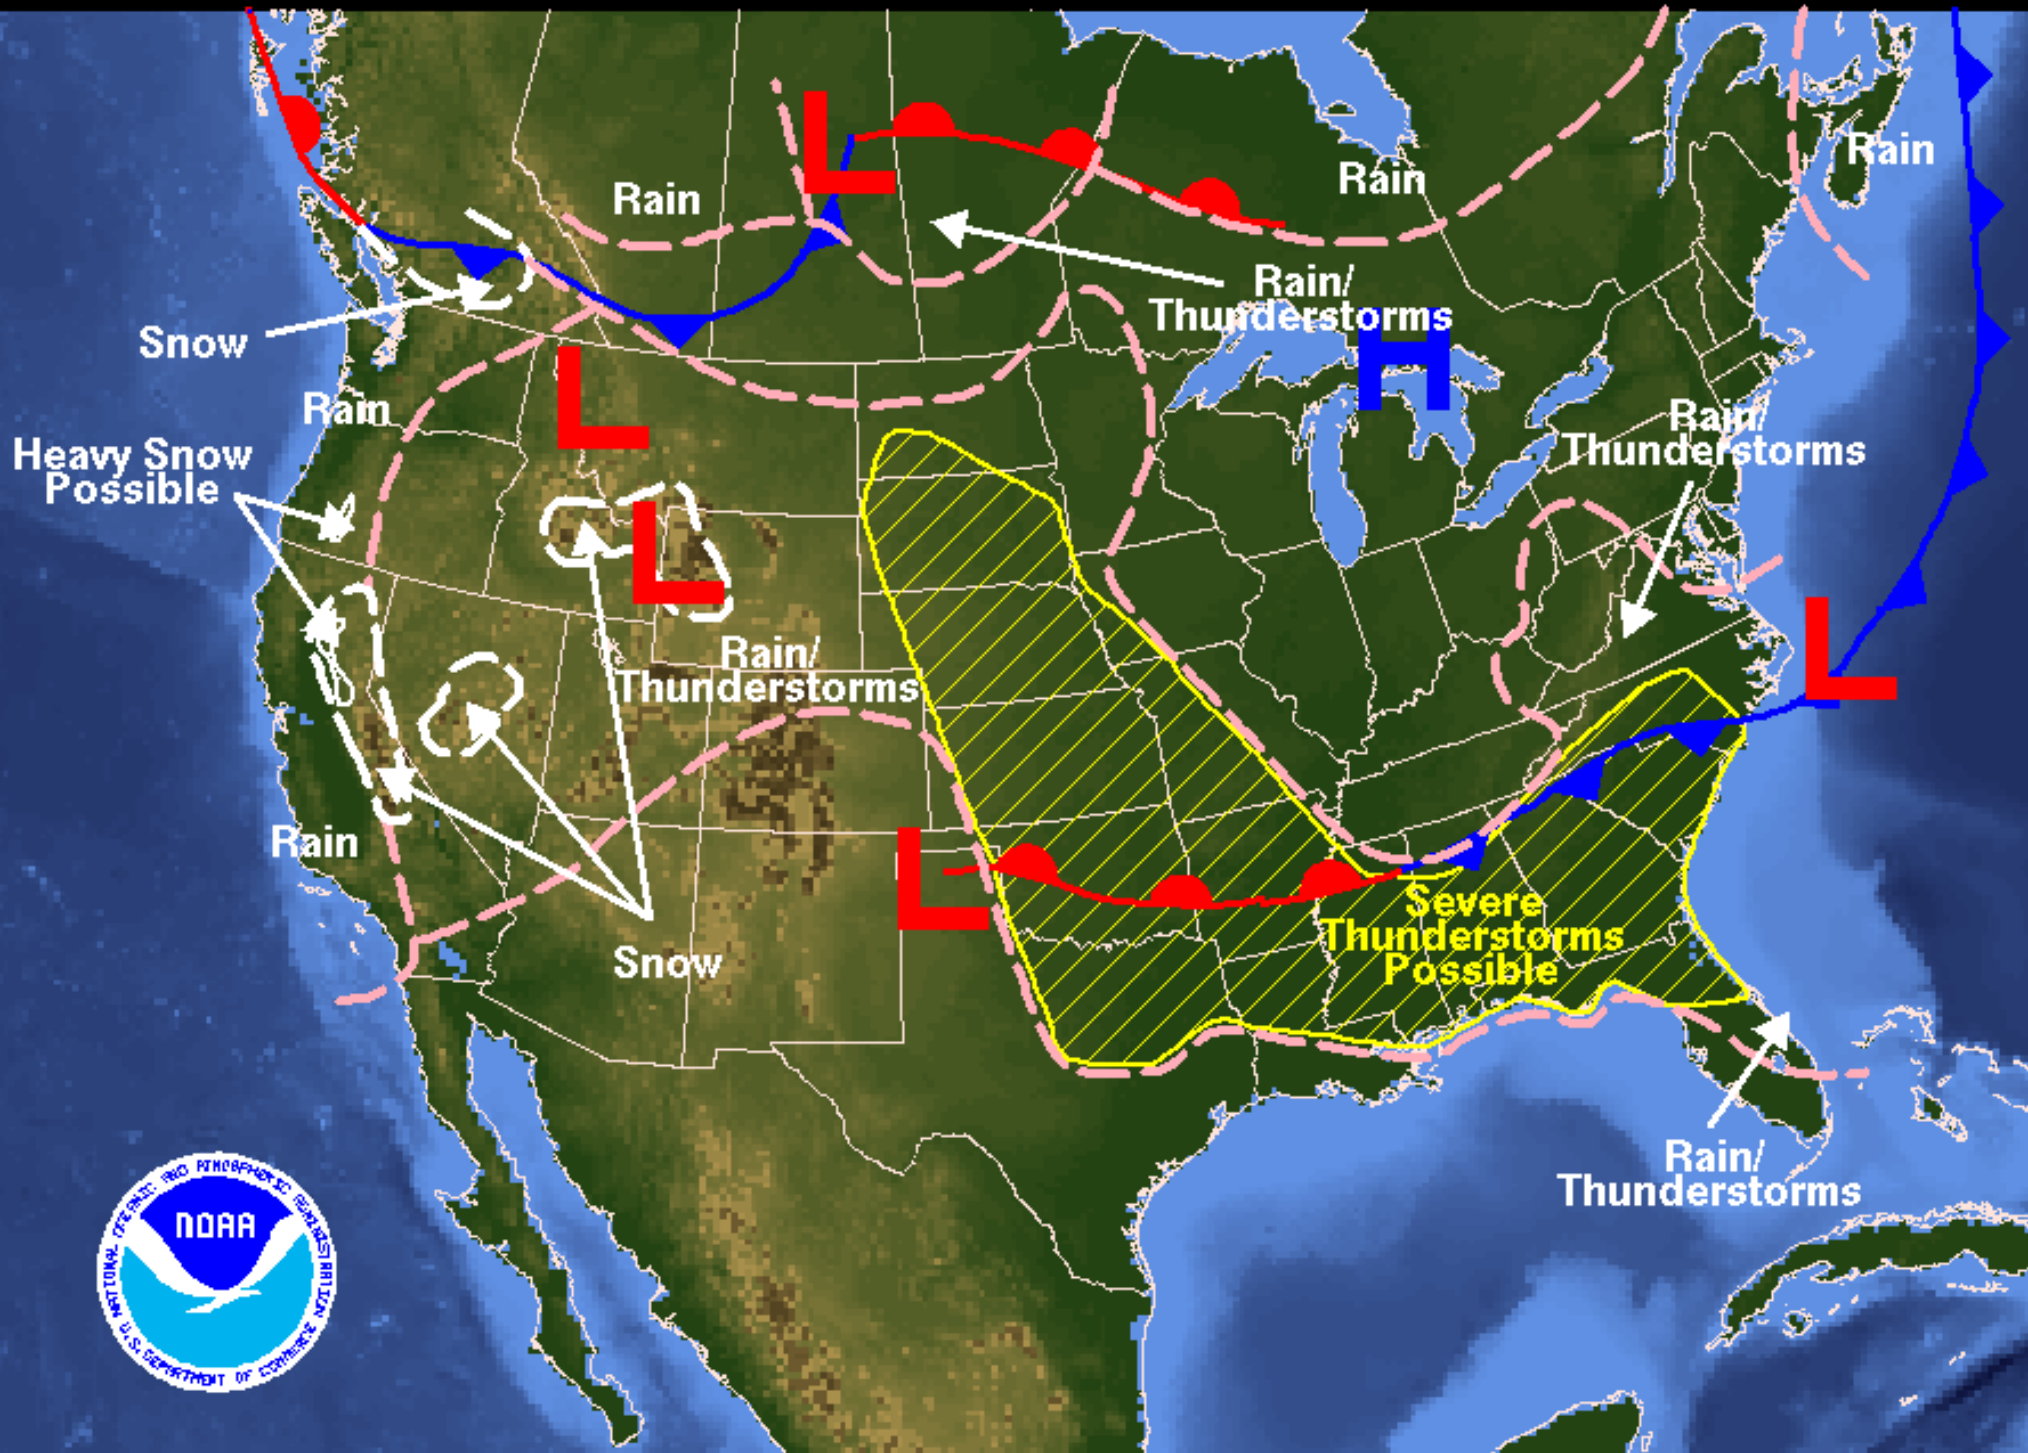 Rain
Rain
L
Rain
Rain/
Thunderstorms
Snow
H
L
Rain
Rain/
Thunderstorms
Heavy Snow
Possible
L
Rain/
Thunderstorms
L
Rain
L
Severe
Thunderstorms
Possible
Snow
Rain/
Thunderstorms
NATIONAL OCEANIC AND ATMOSPHERIC ADMINISTRATION
NOAA
U.S. DEPARTMENT OF COMMERCE